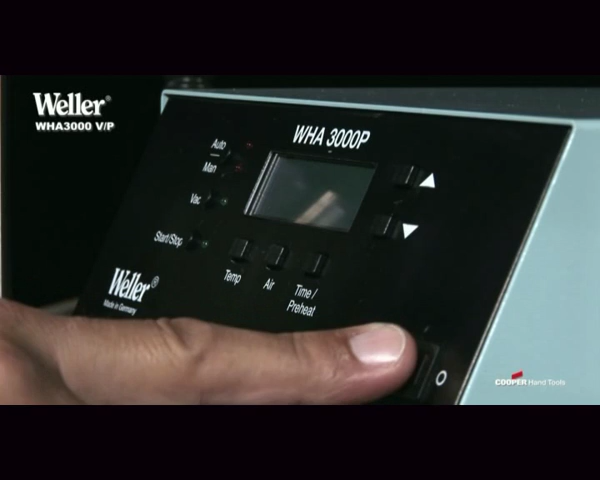 Weller®
WHA3000 V/P
WHA 3000P
Auto
Man
Vac
Start/Stop
Temp
Air
Time /
Preheat
Weller®
Made in Germany
O
COOPER Hand Tools